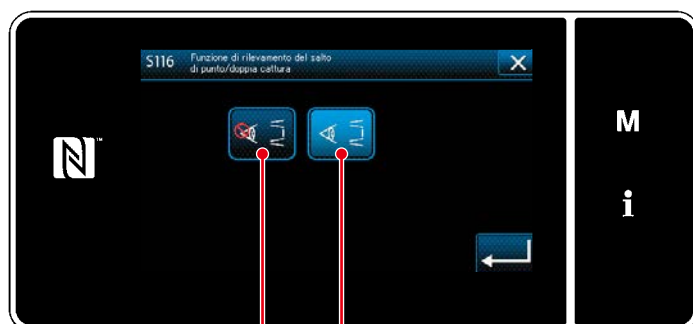 S116
Funzione di rilevamento del salto
di punto/doppia cattura
M
i